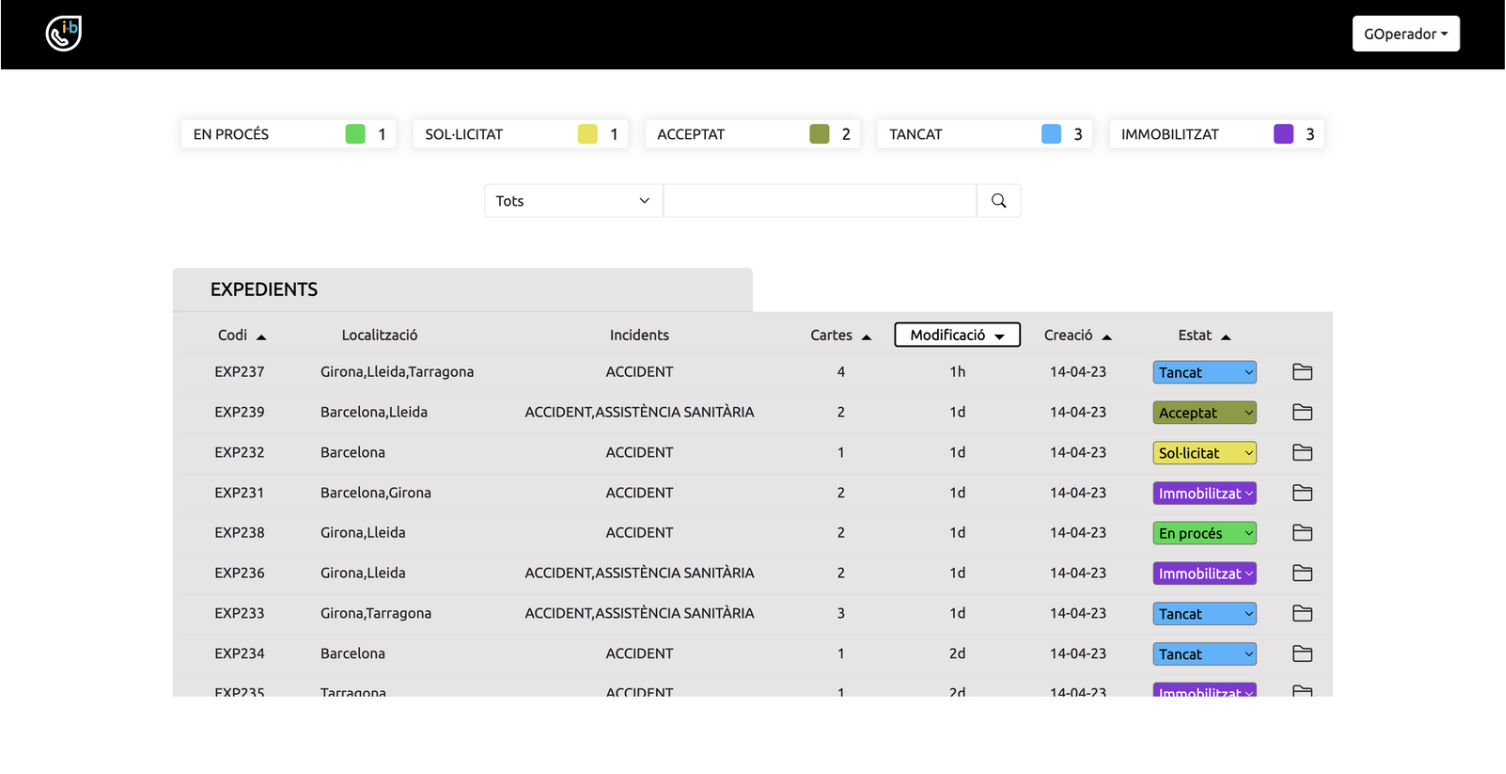 i·b
GOperador
EN PROCÉS 1 SOL·LICITAT 1 ACCEPTAT 2 TANCAT 3 IMMOBILITZAT 3
Tots
EXPEDIENTS
Codi Localització Incidents Cartes Modificació Creació Estat
EXP237 Girona,Lleida,Tarragona ACCIDENT 4 1h 14-04-23 Tancat
EXP239 Barcelona,Lleida ACCIDENT,ASSISTÈNCIA SANITÀRIA 2 1d 14-04-23 Acceptat
EXP232 Barcelona ACCIDENT 1 1d 14-04-23 Sol·licitat
EXP231 Barcelona,Girona ACCIDENT 2 1d 14-04-23 Immobilitzat
EXP238 Girona,Lleida ACCIDENT 2 1d 14-04-23 En procés
EXP236 Girona,Lleida ACCIDENT,ASSISTÈNCIA SANITÀRIA 2 1d 14-04-23 Immobilitzat
EXP233 Girona,Tarragona ACCIDENT,ASSISTÈNCIA SANITÀRIA 3 1d 14-04-23 Tancat
EXP234 Barcelona ACCIDENT 1 2d 14-04-23 Tancat
EXP235 Tarragona ACCIDENT 1 2d 14-04-23 Immobilitzat